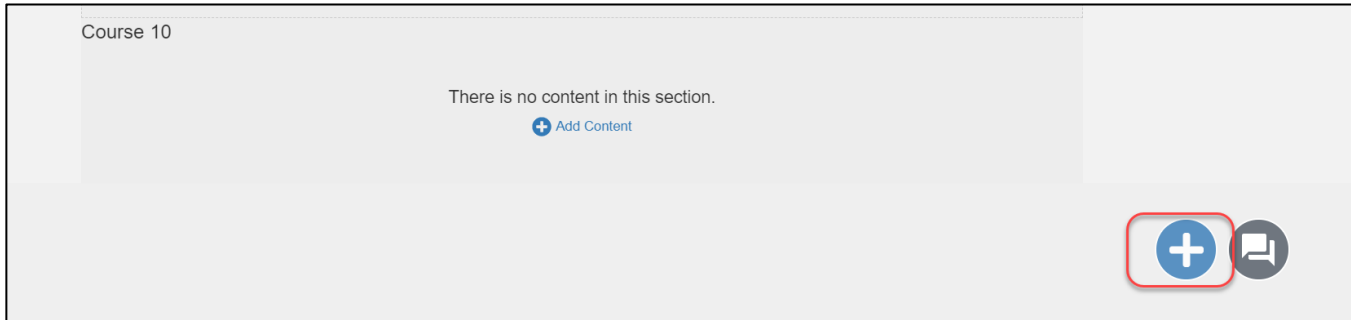 Course 10
There is no content in this section.
Add Content